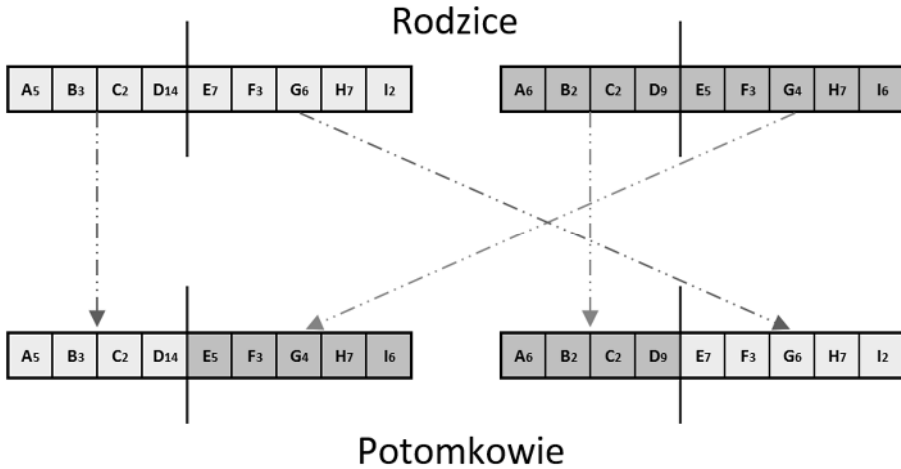 Rodzice
A5 B3 C2 D14 E7 F3 G6 H7 I2 A6 B2 C2 D9 E5 F3 G4 H7 I6
A5 B3 C2 D14 E5 F3 G4 H7 I6 A6 B2 C2 D9 E7 F3 G6 H7 I2
Potomkowie